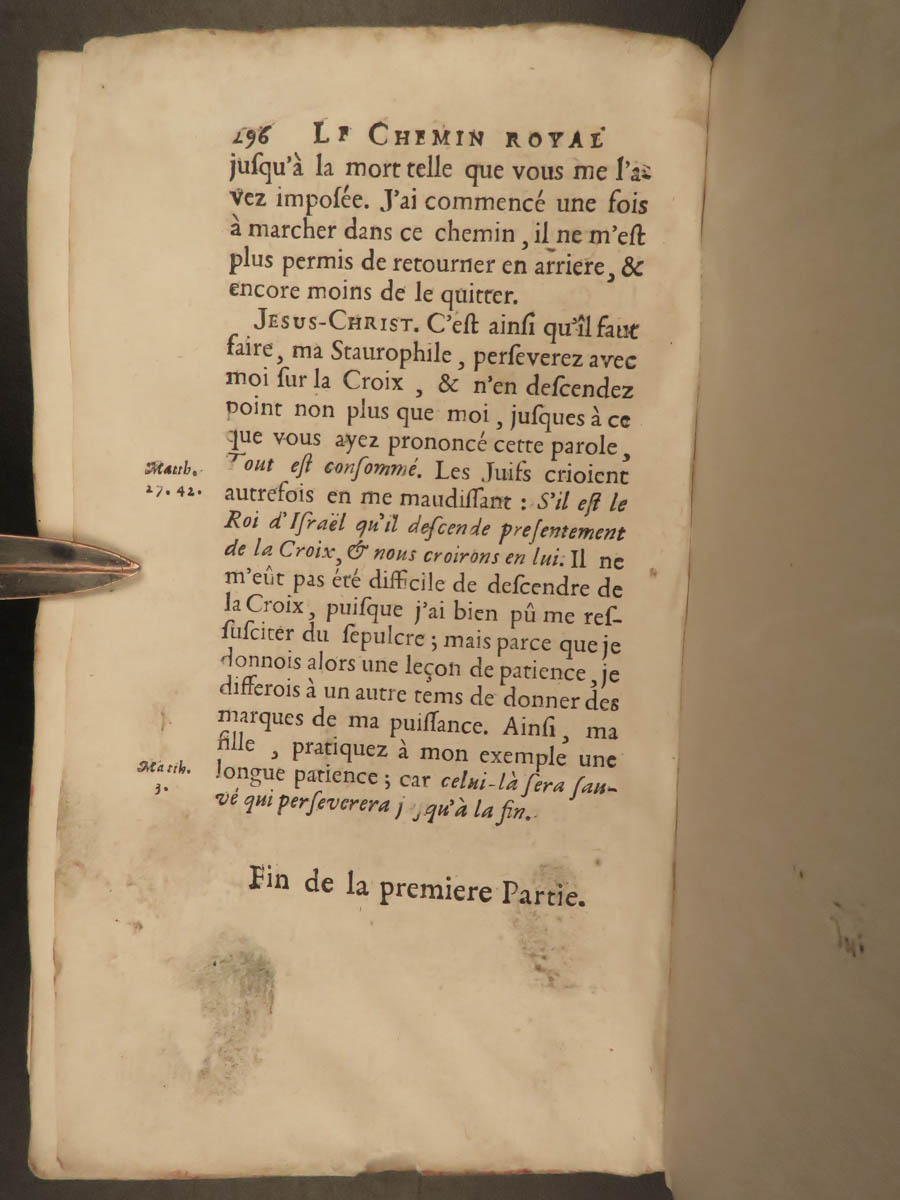 296 LE CHEMIN ROYAL
juſqu'à la mort telle que vous me l'a-
vez impoſée. J'ai commencé une fois
à marcher dans ce chemin, il ne m'eſt
plus permis de retourner en arriere, &
encore moins de le quitter.
JESUS-CHRIST. C'eſt ainſi qu'il faut
faire, ma Staurophile, perſeverez avec
moi ſur la Croix, & n'en deſcendez
point non plus que moi, juſques à ce
que vous ayez prononcé cette parole,
Tout eſt conſommé. Les Juifs crioient
Matth.
27. 42.
autrefois en me maudiſſant : S'il eſt le
Roi d'Iſraël qu'il deſcende preſentement
de la Croix, & nous croirons en lui. Il ne
m'eût pas été difficile de deſcendre de
la Croix, puiſque j'ai bien pû me reſ-
ſuſciter du ſepulcre ; mais parce que je
donnois alors une leçon de patience, je
differois à un autre tems de donner des
marques de ma puiſſance. Ainſi, ma
fille, pratiquez à mon exemple une
longue patience ; car celui-là ſera ſau-
Matth.
3.
vé qui perſeverera juſqu'à la fin.
Fin de la premiere Partie.